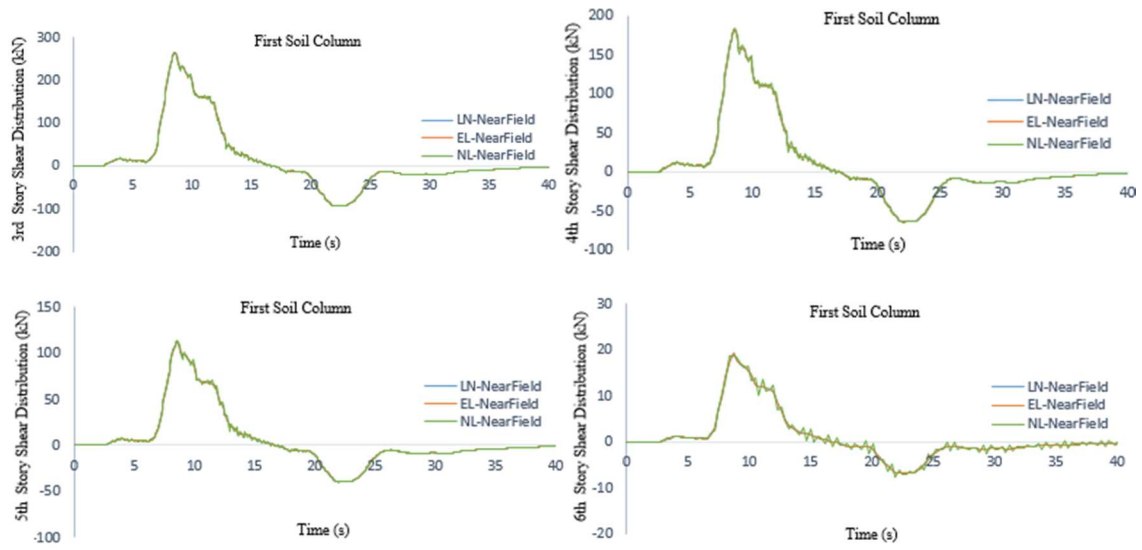 First Soil Column
3rd Story Shear Distribution (kN)
300
200
100
0
-100
-200
0 5 10 15 20 25 30 35 40
LN-NearField
EL-NearField
NL-NearField
Time (s)
First Soil Column
4th Story Shear Distribution (kN)
200
150
100
50
0
-50
-100
0 5 10 15 20 25 30 35 40
LN-NearField
EL-NearField
NL-NearField
Time (s)
First Soil Column
5th Story Shear Distribution (kN)
150
100
50
0
-50
-100
0 5 10 15 20 25 30 35 40
LN-NearField
EL-NearField
NL-NearField
Time (s)
First Soil Column
6th Story Shear Distribution (kN)
30
20
10
0
-10
-20
0 5 10 15 20 25 30 35 40
LN-NearField
EL-NearField
NL-NearField
Time (s)